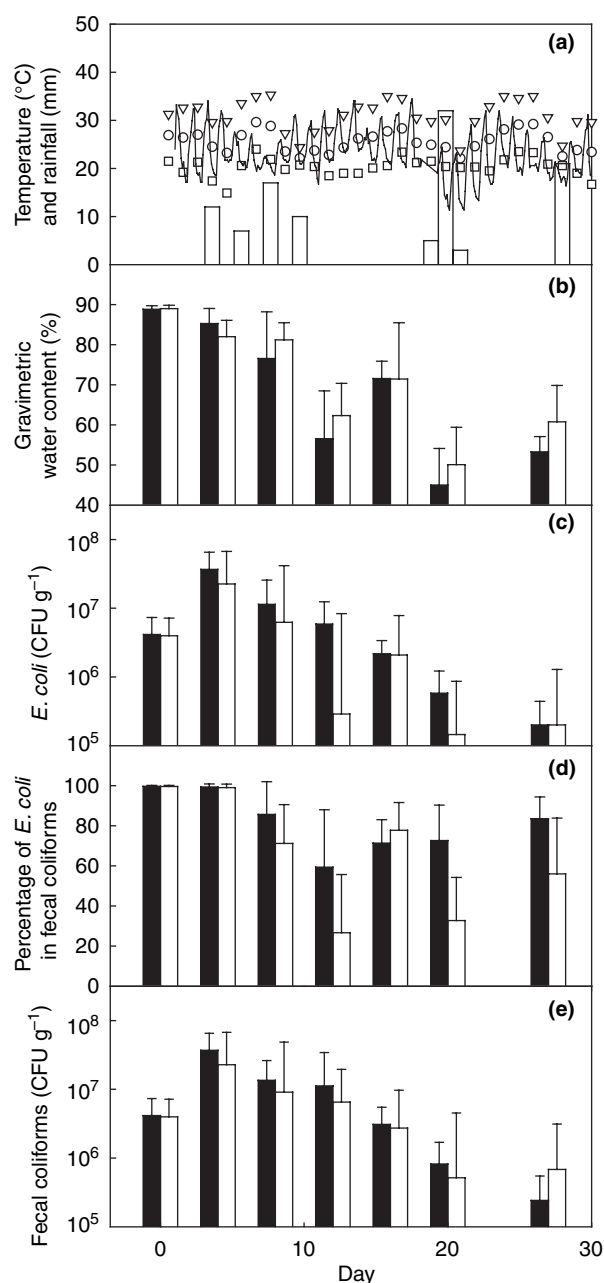 (a)
Temperature (°C)
and rainfall (mm)
50
40
30
20
10
0
(b)
Gravimetric
water content (%)
90
80
70
60
50
40
(c)
E. coli (CFU g⁻¹)
10⁸
10⁷
10⁶
10⁵
(d)
Percentage of E. coli
in fecal coliforms
100
80
60
40
20
0
(e)
Fecal coliforms (CFU g⁻¹)
10⁸
10⁷
10⁶
10⁵
0 10 20 30
Day